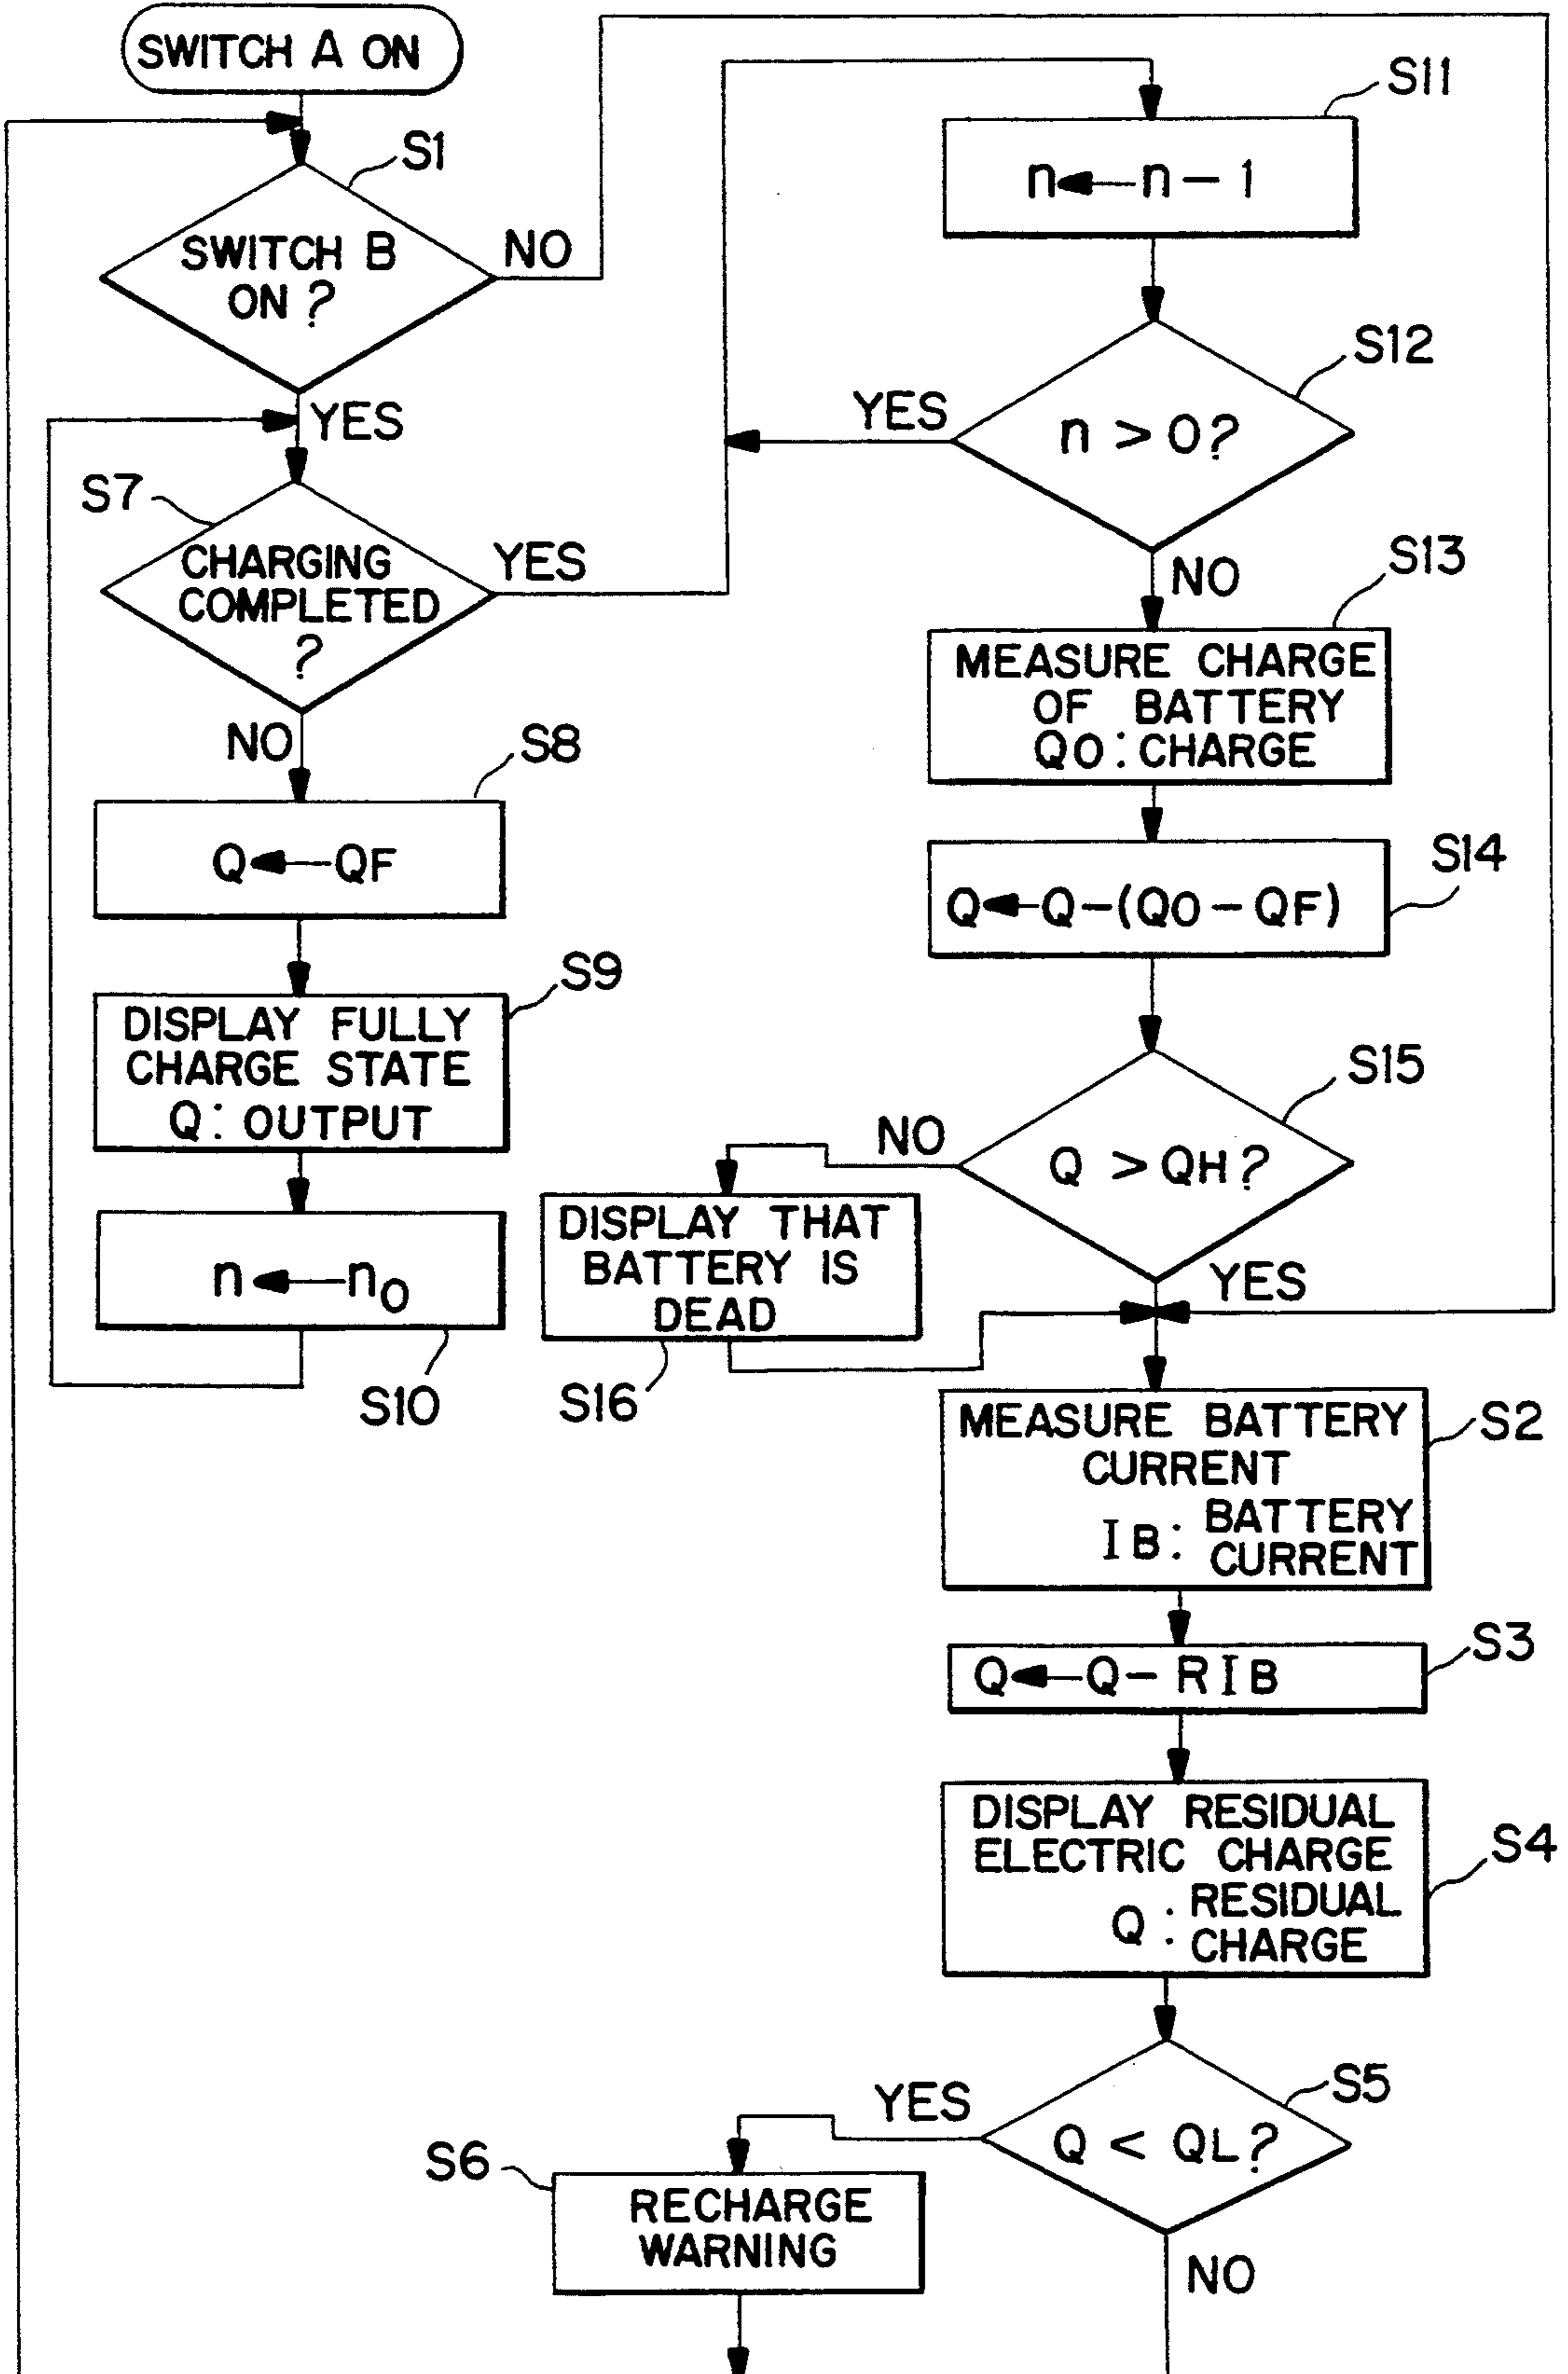 SWITCH A ON
S1
SWITCH B
ON ?
NO
YES
S7
CHARGING
COMPLETED
?
YES
NO
S8
Q ← QF
S9
DISPLAY FULLY
CHARGE STATE
Q : OUTPUT
n ← n0
S10
S11
n ← n - 1
S12
n > 0 ?
YES
NO
S13
MEASURE CHARGE
OF BATTERY
Q0 : CHARGE
S14
Q ← Q - (Q0 - QF)
S15
Q > QH ?
NO
YES
DISPLAY THAT
BATTERY IS
DEAD
S16
S2
MEASURE BATTERY
CURRENT
IB : BATTERY
CURRENT
S3
Q ← Q - RIB
S4
DISPLAY RESIDUAL
ELECTRIC CHARGE
Q : RESIDUAL
CHARGE
S5
Q < QL ?
YES
NO
S6
RECHARGE
WARNING